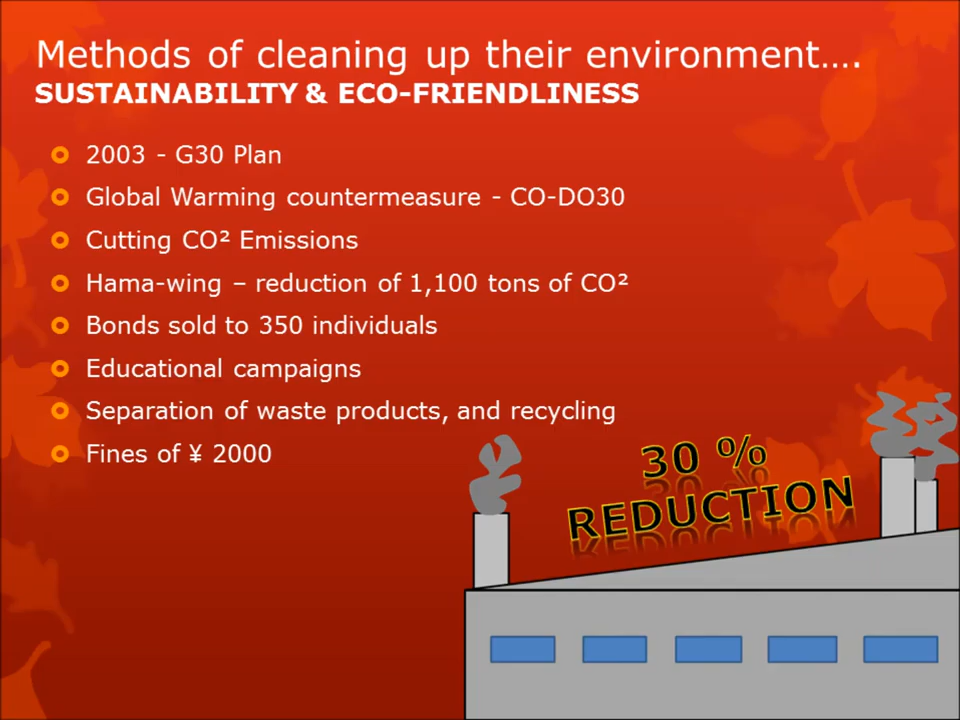 Methods of cleaning up their environment….
SUSTAINABILITY & ECO-FRIENDLINESS
2003 - G30 Plan
Global Warming countermeasure - CO-DO30
Cutting CO² Emissions
Hama-wing – reduction of 1,100 tons of CO²
Bonds sold to 350 individuals
Educational campaigns
Separation of waste products, and recycling
Fines of ¥ 2000
30 %
REDUCTION